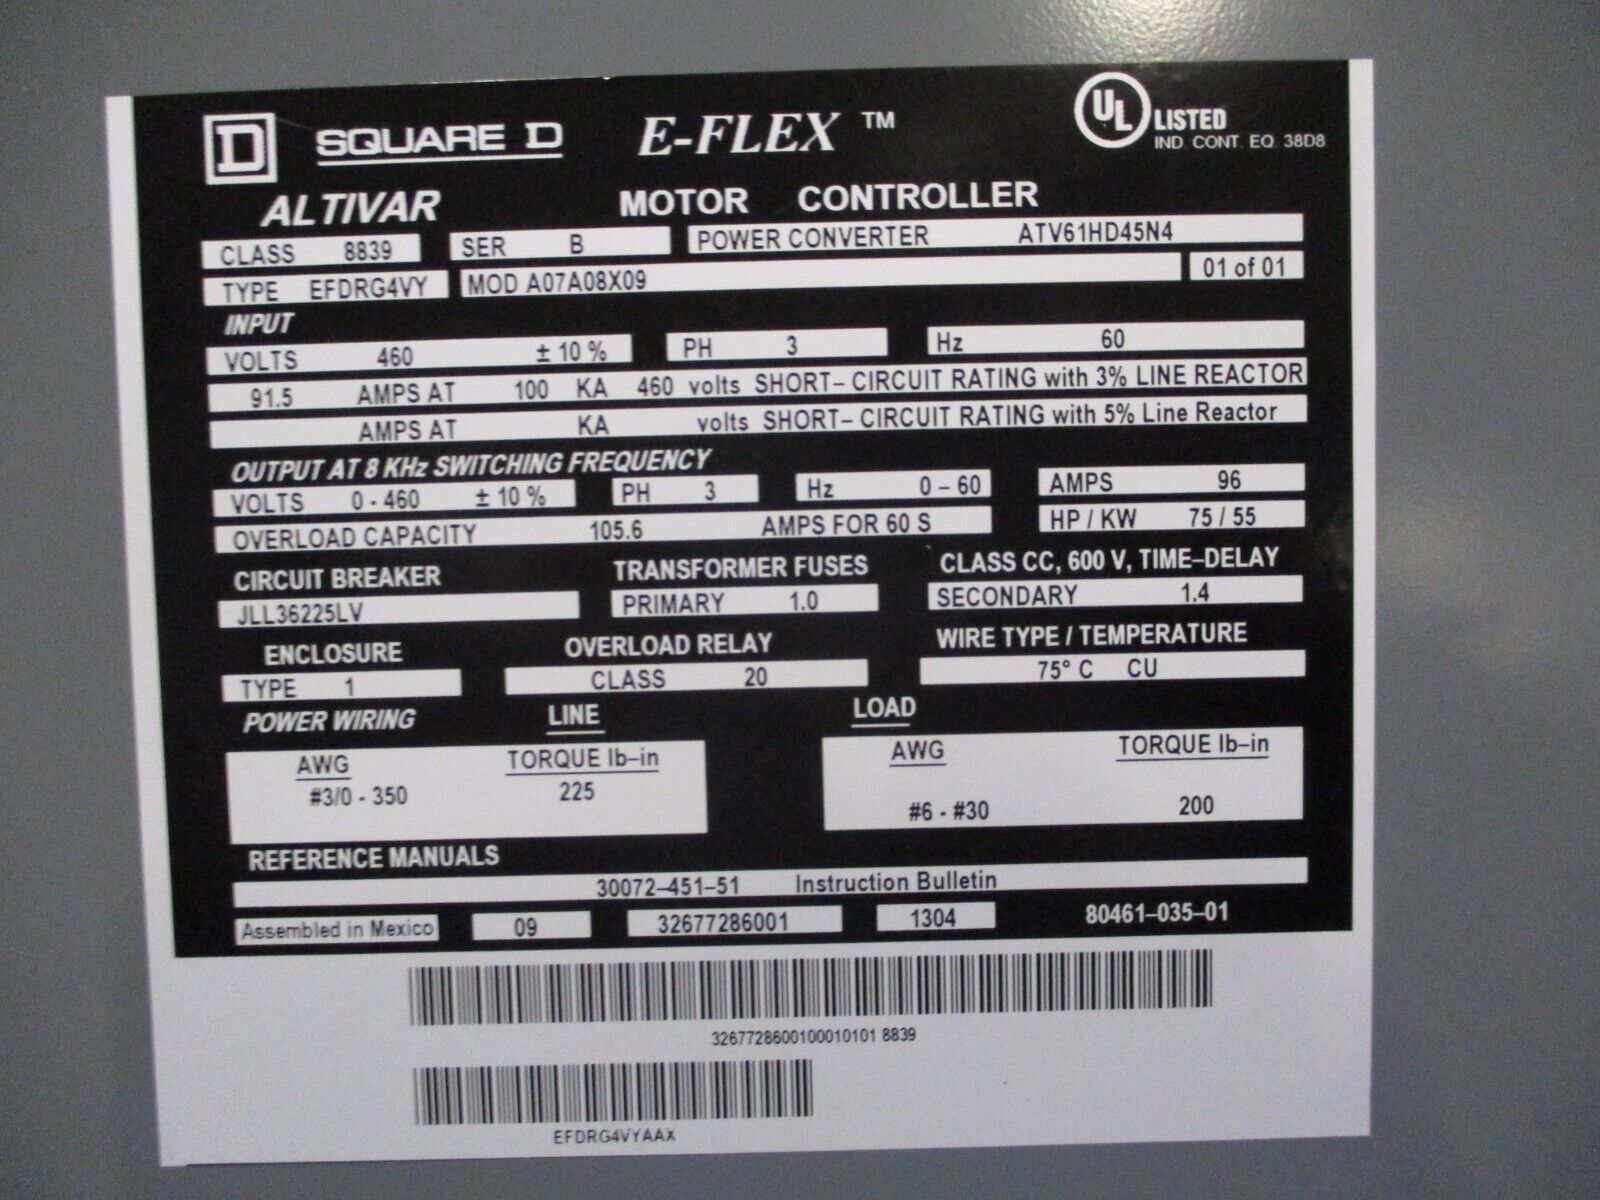 D SQUARE D E-FLEX ™ UL LISTED
IND. CONT. EQ. 38D8
ALTIVAR MOTOR CONTROLLER
CLASS 8839 SER B POWER CONVERTER ATV61HD45N4
TYPE EFDRG4VY MOD A07A08X09 01 of 01
INPUT
VOLTS 460 ± 10 % PH 3 Hz 60
91.5 AMPS AT 100 KA 460 volts SHORT– CIRCUIT RATING with 3% LINE REACTOR
AMPS AT KA volts SHORT– CIRCUIT RATING with 5% Line Reactor
OUTPUT AT 8 KHz SWITCHING FREQUENCY
VOLTS 0 - 460 ± 10 % PH 3 Hz 0 – 60 AMPS 96
OVERLOAD CAPACITY 105.6 AMPS FOR 60 S HP / KW 75 / 55
CIRCUIT BREAKER TRANSFORMER FUSES CLASS CC, 600 V, TIME–DELAY
JLL36225LV PRIMARY 1.0 SECONDARY 1.4
ENCLOSURE OVERLOAD RELAY WIRE TYPE / TEMPERATURE
TYPE 1 CLASS 20 75° C CU
POWER WIRING LINE LOAD
AWG TORQUE lb–in AWG TORQUE lb–in
#3/0 - 350 225 #6 - #30 200
REFERENCE MANUALS
30072–451–51 Instruction Bulletin
Assembled in Mexico 09 32677286001 1304 80461–035–01
3267728600100010101 8839
EFDRG4VYAAX